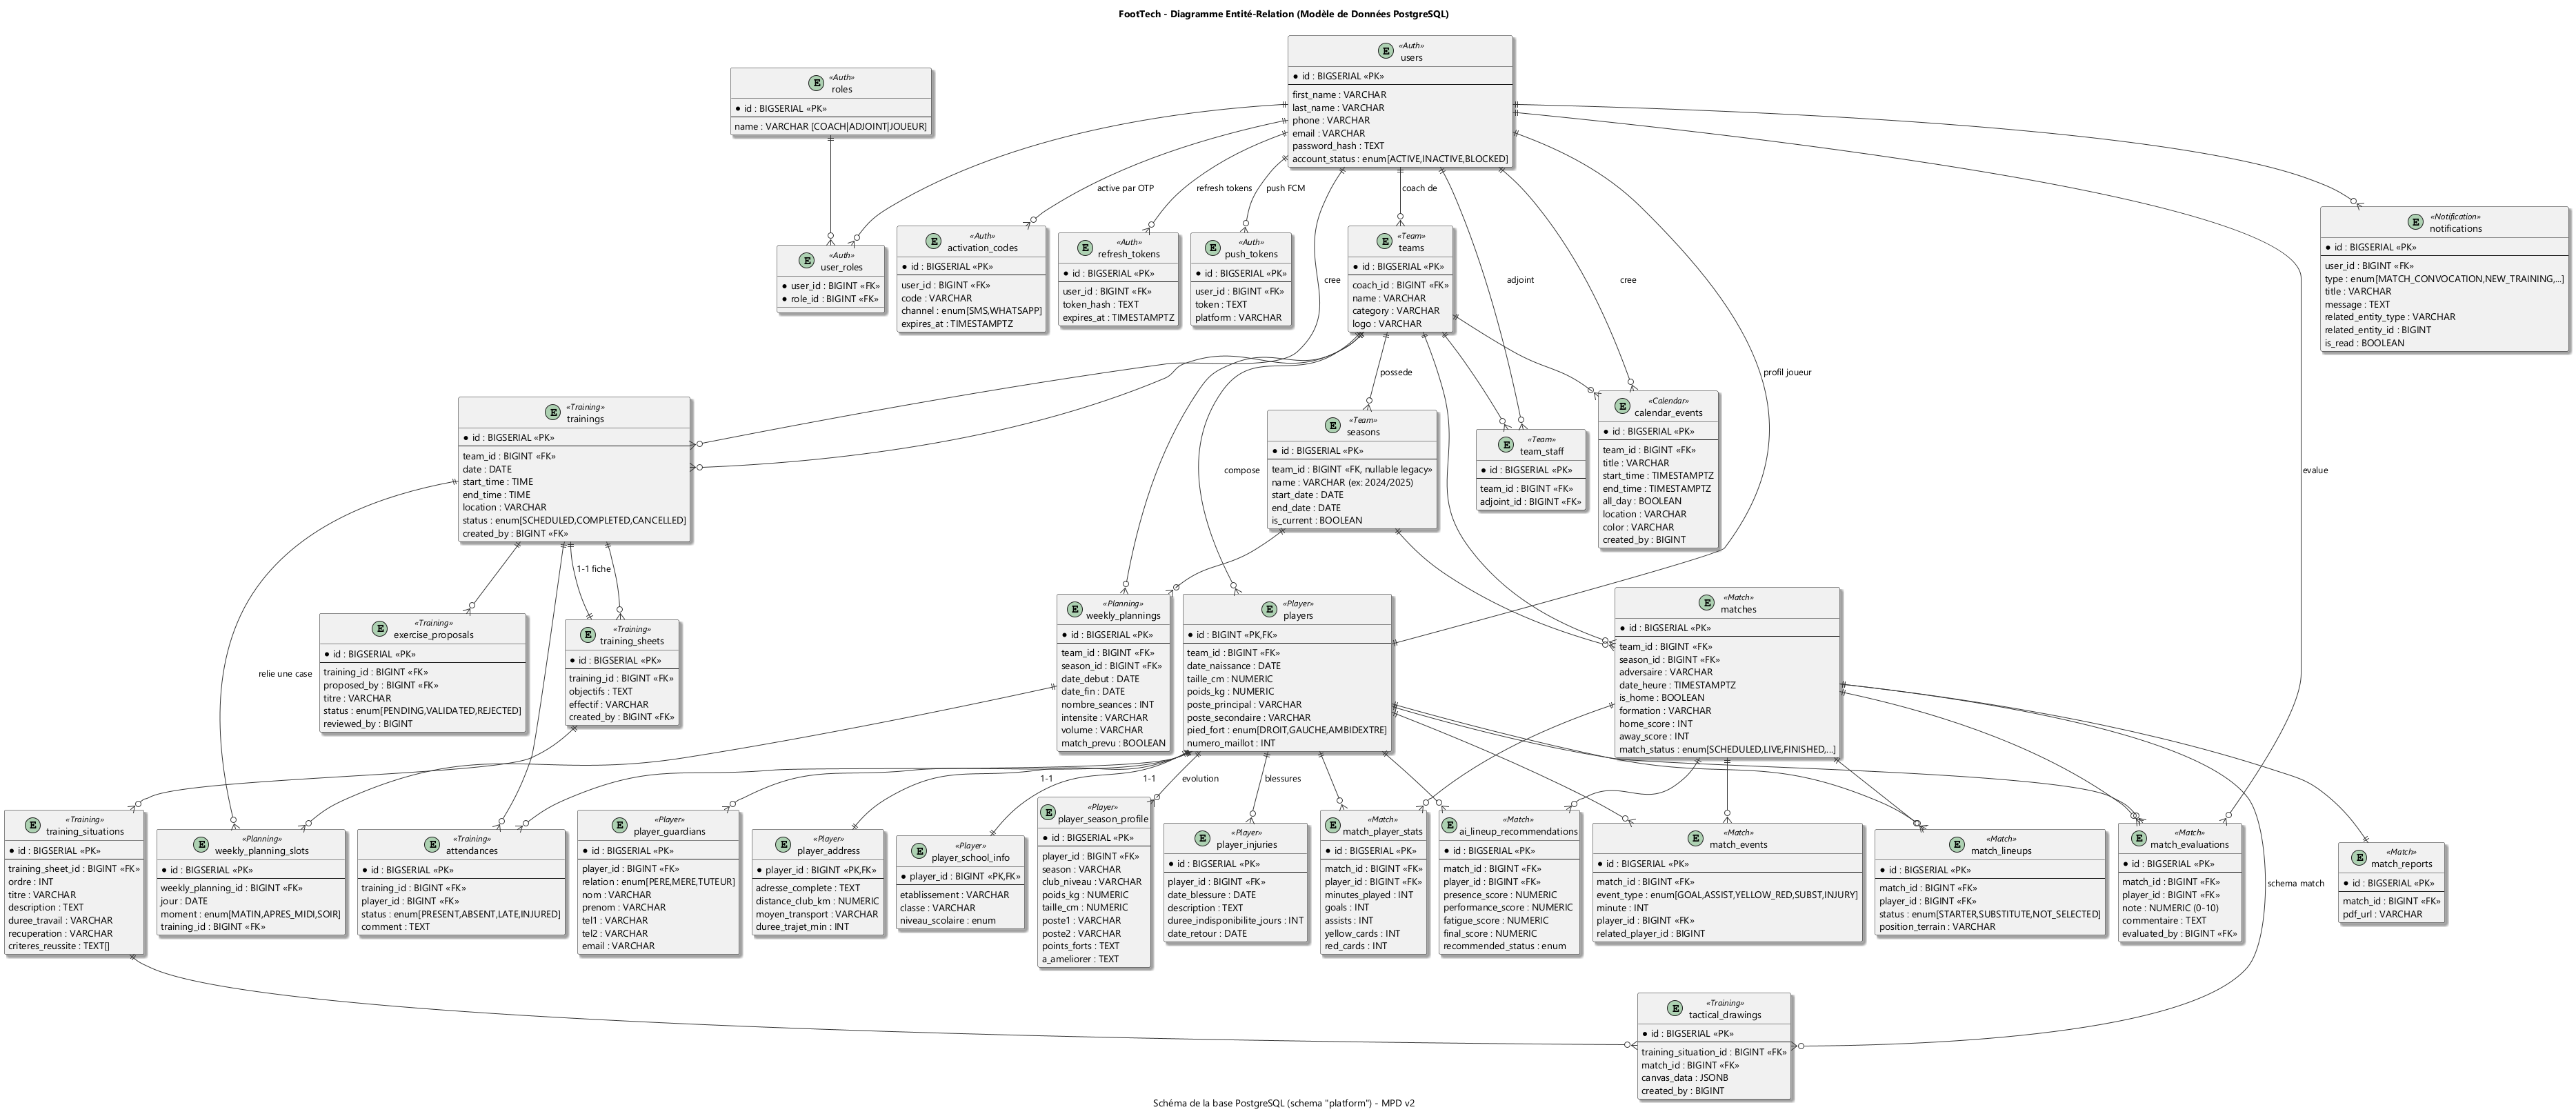 FootTech - Diagramme Entité-Relation (Modèle de Données PostgreSQL)
«Auth»
E users
* id : BIGSERIAL «PK»
first_name : VARCHAR
last_name : VARCHAR
phone : VARCHAR
email : VARCHAR
password_hash : TEXT
account_status : enum[ACTIVE,INACTIVE,BLOCKED]
«Auth»
E roles
* id : BIGSERIAL «PK»
name : VARCHAR [COACH|ADJOINT|JOUEUR]
active par OTP
refresh tokens
push FCM
coach de
cree
adjoint
cree
profil joueur
evalue
«Auth»
E user_roles
* user_id : BIGINT «FK»
* role_id : BIGINT «FK»
«Auth»
E activation_codes
* id : BIGSERIAL «PK»
user_id : BIGINT «FK»
code : VARCHAR
channel : enum[SMS,WHATSAPP]
expires_at : TIMESTAMPTZ
«Auth»
E refresh_tokens
* id : BIGSERIAL «PK»
user_id : BIGINT «FK»
token_hash : TEXT
expires_at : TIMESTAMPTZ
«Auth»
E push_tokens
* id : BIGSERIAL «PK»
user_id : BIGINT «FK»
token : TEXT
platform : VARCHAR
«Team»
E teams
* id : BIGSERIAL «PK»
coach_id : BIGINT «FK»
name : VARCHAR
category : VARCHAR
logo : VARCHAR
«Notification»
E notifications
* id : BIGSERIAL «PK»
user_id : BIGINT «FK»
type : enum[MATCH_CONVOCATION,NEW_TRAINING,...]
title : VARCHAR
message : TEXT
related_entity_type : VARCHAR
related_entity_id : BIGINT
is_read : BOOLEAN
possede
compose
«Training»
E trainings
* id : BIGSERIAL «PK»
team_id : BIGINT «FK»
date : DATE
start_time : TIME
end_time : TIME
location : VARCHAR
status : enum[SCHEDULED,COMPLETED,CANCELLED]
created_by : BIGINT «FK»
«Team»
E seasons
* id : BIGSERIAL «PK»
team_id : BIGINT «FK, nullable legacy»
name : VARCHAR (ex: 2024/2025)
start_date : DATE
end_date : DATE
is_current : BOOLEAN
«Team»
E team_staff
* id : BIGSERIAL «PK»
team_id : BIGINT «FK»
adjoint_id : BIGINT «FK»
«Calendar»
E calendar_events
* id : BIGSERIAL «PK»
team_id : BIGINT «FK»
title : VARCHAR
start_time : TIMESTAMPTZ
end_time : TIMESTAMPTZ
all_day : BOOLEAN
location : VARCHAR
color : VARCHAR
created_by : BIGINT
1-1 fiche
relie une case
«Training»
E exercise_proposals
* id : BIGSERIAL «PK»
training_id : BIGINT «FK»
proposed_by : BIGINT «FK»
titre : VARCHAR
status : enum[PENDING,VALIDATED,REJECTED]
reviewed_by : BIGINT
«Training»
E training_sheets
* id : BIGSERIAL «PK»
training_id : BIGINT «FK»
objectifs : TEXT
effectif : VARCHAR
created_by : BIGINT «FK»
«Planning»
E weekly_plannings
* id : BIGSERIAL «PK»
team_id : BIGINT «FK»
season_id : BIGINT «FK»
date_debut : DATE
date_fin : DATE
nombre_seances : INT
intensite : VARCHAR
volume : VARCHAR
match_prevu : BOOLEAN
«Player»
E players
* id : BIGINT «PK,FK»
team_id : BIGINT «FK»
date_naissance : DATE
taille_cm : NUMERIC
poids_kg : NUMERIC
poste_principal : VARCHAR
poste_secondaire : VARCHAR
pied_fort : enum[DROIT,GAUCHE,AMBIDEXTRE]
numero_maillot : INT
«Match»
E matches
* id : BIGSERIAL «PK»
team_id : BIGINT «FK»
season_id : BIGINT «FK»
adversaire : VARCHAR
date_heure : TIMESTAMPTZ
is_home : BOOLEAN
formation : VARCHAR
home_score : INT
away_score : INT
match_status : enum[SCHEDULED,LIVE,FINISHED,...]
1-1
1-1
evolution
blessures
schema match
«Training»
E training_situations
* id : BIGSERIAL «PK»
training_sheet_id : BIGINT «FK»
ordre : INT
titre : VARCHAR
description : TEXT
duree_travail : VARCHAR
recuperation : VARCHAR
criteres_reussite : TEXT[]
«Planning»
E weekly_planning_slots
* id : BIGSERIAL «PK»
weekly_planning_id : BIGINT «FK»
jour : DATE
moment : enum[MATIN,APRES_MIDI,SOIR]
training_id : BIGINT «FK»
«Training»
E attendances
* id : BIGSERIAL «PK»
training_id : BIGINT «FK»
player_id : BIGINT «FK»
status : enum[PRESENT,ABSENT,LATE,INJURED]
comment : TEXT
«Player»
E player_guardians
* id : BIGSERIAL «PK»
player_id : BIGINT «FK»
relation : enum[PERE,MERE,TUTEUR]
nom : VARCHAR
prenom : VARCHAR
tel1 : VARCHAR
tel2 : VARCHAR
email : VARCHAR
«Player»
E player_address
* player_id : BIGINT «PK,FK»
adresse_complete : TEXT
distance_club_km : NUMERIC
moyen_transport : VARCHAR
duree_trajet_min : INT
«Player»
E player_school_info
* player_id : BIGINT «PK,FK»
etablissement : VARCHAR
classe : VARCHAR
niveau_scolaire : enum
«Player»
E player_season_profile
* id : BIGSERIAL «PK»
player_id : BIGINT «FK»
season : VARCHAR
club_niveau : VARCHAR
poids_kg : NUMERIC
taille_cm : NUMERIC
poste1 : VARCHAR
poste2 : VARCHAR
points_forts : TEXT
a_ameliorer : TEXT
«Player»
E player_injuries
* id : BIGSERIAL «PK»
player_id : BIGINT «FK»
date_blessure : DATE
description : TEXT
duree_indisponibilite_jours : INT
date_retour : DATE
«Match»
E match_player_stats
* id : BIGSERIAL «PK»
match_id : BIGINT «FK»
player_id : BIGINT «FK»
minutes_played : INT
goals : INT
assists : INT
yellow_cards : INT
red_cards : INT
«Match»
E ai_lineup_recommendations
* id : BIGSERIAL «PK»
match_id : BIGINT «FK»
player_id : BIGINT «FK»
presence_score : NUMERIC
performance_score : NUMERIC
fatigue_score : NUMERIC
final_score : NUMERIC
recommended_status : enum
«Match»
E match_events
* id : BIGSERIAL «PK»
match_id : BIGINT «FK»
event_type : enum[GOAL,ASSIST,YELLOW_RED,SUBST,INJURY]
minute : INT
player_id : BIGINT «FK»
related_player_id : BIGINT
«Match»
E match_lineups
* id : BIGSERIAL «PK»
match_id : BIGINT «FK»
player_id : BIGINT «FK»
status : enum[STARTER,SUBSTITUTE,NOT_SELECTED]
position_terrain : VARCHAR
«Match»
E match_evaluations
* id : BIGSERIAL «PK»
match_id : BIGINT «FK»
player_id : BIGINT «FK»
note : NUMERIC (0-10)
commentaire : TEXT
evaluated_by : BIGINT «FK»
«Match»
E match_reports
* id : BIGSERIAL «PK»
match_id : BIGINT «FK»
pdf_url : VARCHAR
«Training»
E tactical_drawings
* id : BIGSERIAL «PK»
training_situation_id : BIGINT «FK»
match_id : BIGINT «FK»
canvas_data : JSONB
created_by : BIGINT
Schéma de la base PostgreSQL (schema "platform") - MPD v2